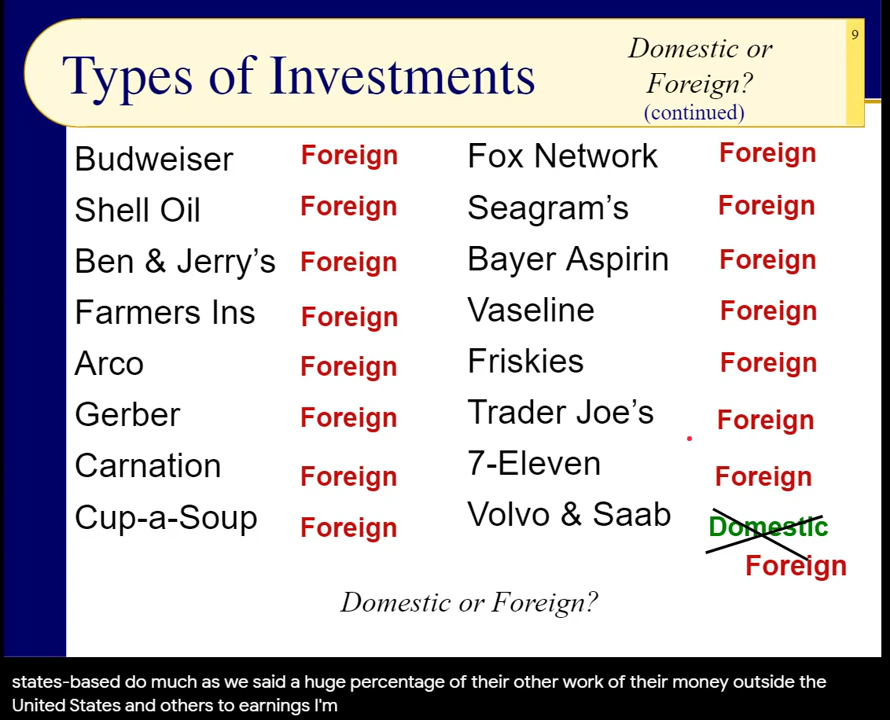 9
Types of Investments
Domestic or
Foreign?
(continued)
Budweiser Foreign
Shell Oil Foreign
Ben & Jerry’s Foreign
Farmers Ins Foreign
Arco Foreign
Gerber Foreign
Carnation Foreign
Cup-a-Soup Foreign
Fox Network Foreign
Seagram’s Foreign
Bayer Aspirin Foreign
Vaseline Foreign
Friskies Foreign
Trader Joe’s Foreign
7-Eleven Foreign
Volvo & Saab Domestic
Foreign
Domestic or Foreign?
states-based do much as we said a huge percentage of their other work of their money outside the
United States and others to earnings I'm